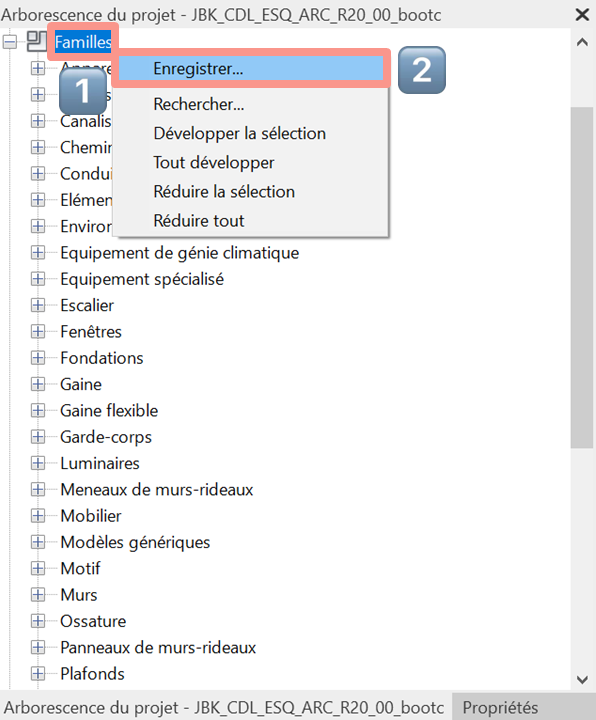 Arborescence du projet - JBK_CDL_ESQ_ARC_R20_00_bootc
Familles
1
Enregistrer...
2
Rechercher...
Canalis
Développer la sélection
Chemin
Tout développer
Condui
Réduire la sélection
Elémen
Réduire tout
Environ
Equipement de génie climatique
Equipement spécialisé
Escalier
Fenêtres
Fondations
Gaine
Gaine flexible
Garde-corps
Luminaires
Meneaux de murs-rideaux
Mobilier
Modèles génériques
Motif
Murs
Ossature
Panneaux de murs-rideaux
Plafonds
Arborescence du projet - JBK_CDL_ESQ_ARC_R20_00_bootc
Propriétés